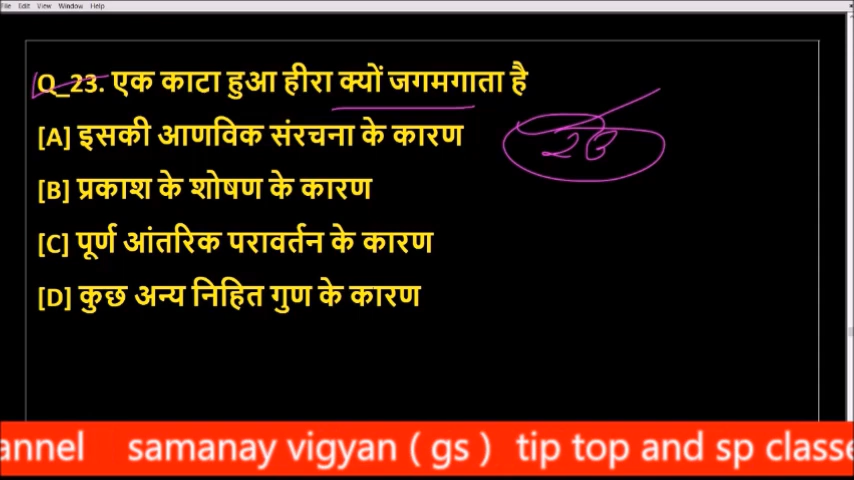 File Edit View Window Help
Q_23. एक काटा हुआ हीरा क्यों जगमगाता है
[A] इसकी आणविक संरचना के कारण
[B] प्रकाश के शोषण के कारण
[C] पूर्ण आंतरिक परावर्तन के कारण
[D] कुछ अन्य निहित गुण के कारण
annel samanay vigyan ( gs ) tip top and sp classe